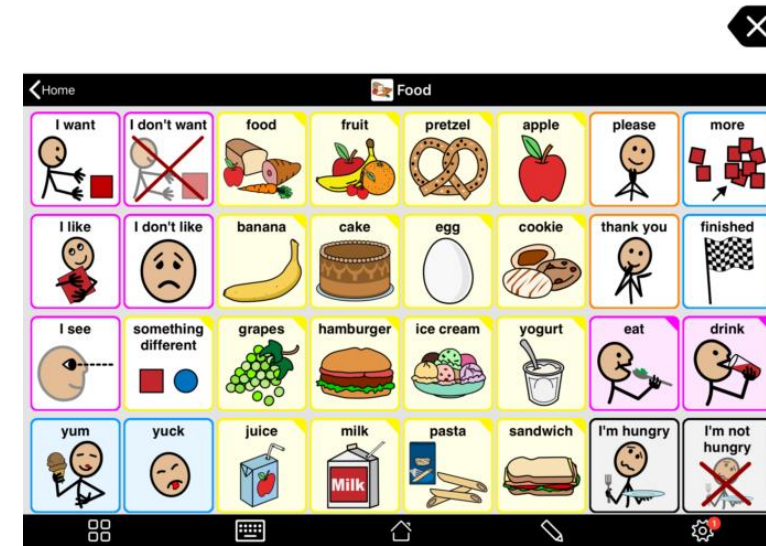 Home
Food
I want
I don't want
food
fruit
pretzel
apple
please
more
I like
I don't like
banana
cake
egg
cookie
thank you
finished
I see
something
different
grapes
hamburger
ice cream
yogurt
eat
drink
yum
yuck
juice
milk
Milk
pasta
sandwich
I'm hungry
I'm not
hungry
1